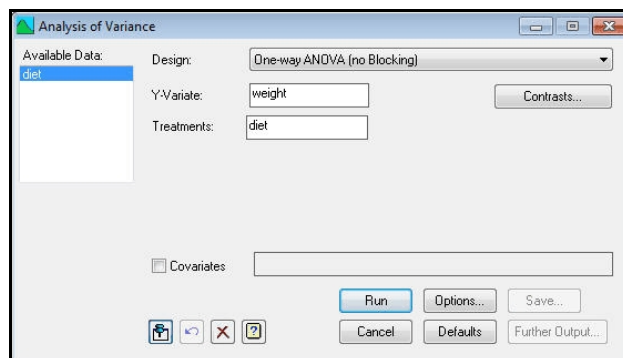 Analysis of Variance
Available Data:
diet
Design:
One-way ANOVA (no Blocking)
Y-Variate:
weight
Contrasts...
Treatments:
diet
Covariates
Run
Options...
Save...
Cancel
Defaults
Further Output...